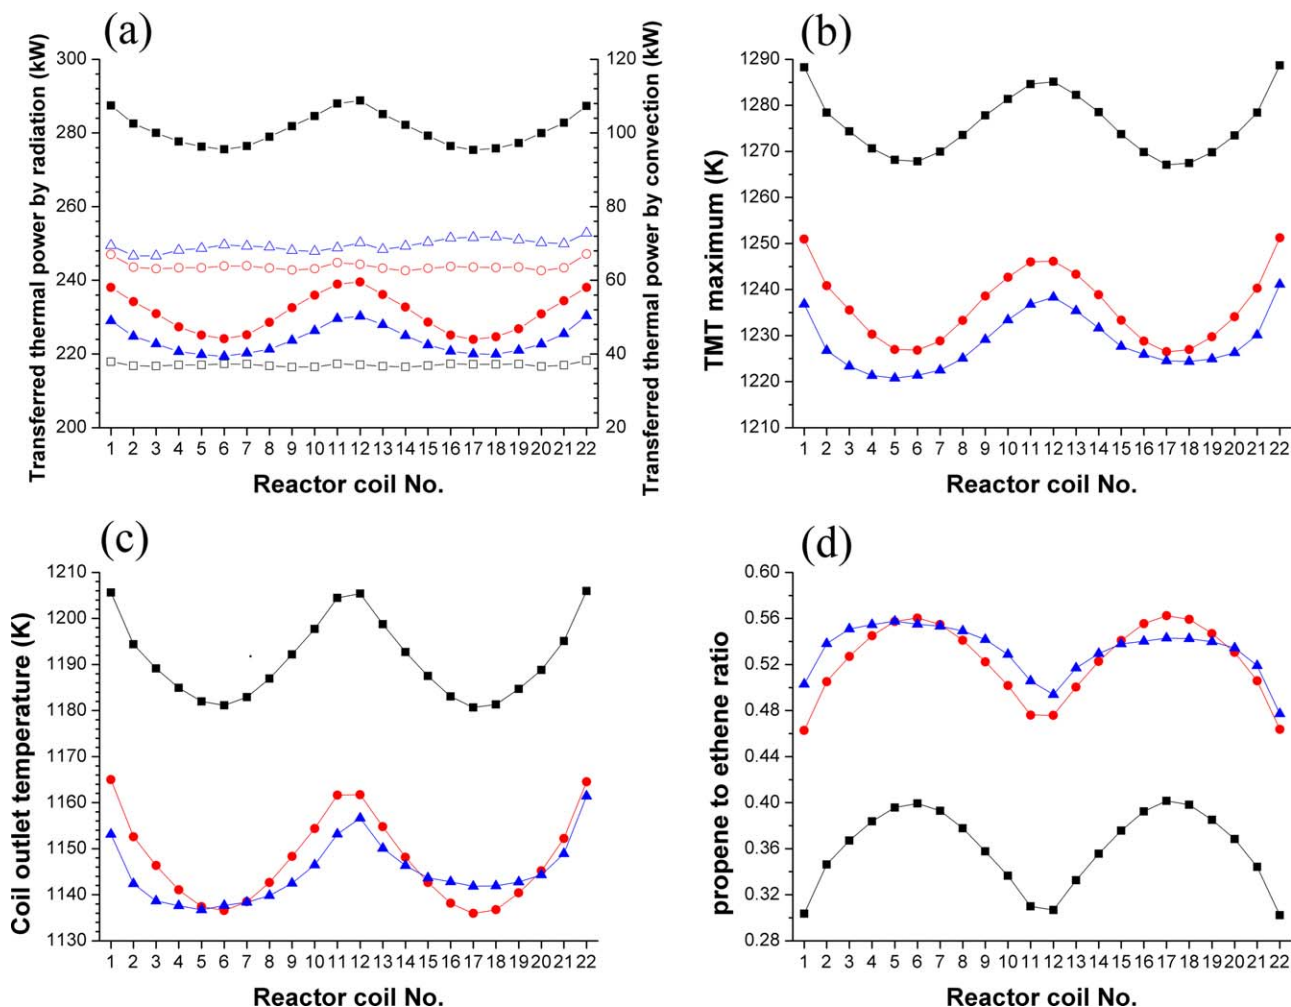 (a)
Transferred thermal power by radiation (kW)
300
280
260
240
220
200
120
100
80
60
40
20
Transferred thermal power by convection (kW)
1 2 3 4 5 6 7 8 9 10 11 12 13 14 15 16 17 18 19 20 21 22
Reactor coil No.
(b)
TMT maximum (K)
1290
1280
1270
1260
1250
1240
1230
1220
1210
1 2 3 4 5 6 7 8 9 10 11 12 13 14 15 16 17 18 19 20 21 22
Reactor coil No.
(c)
Coil outlet temperature (K)
1210
1200
1190
1180
1170
1160
1150
1140
1130
1 2 3 4 5 6 7 8 9 10 11 12 13 14 15 16 17 18 19 20 21 22
Reactor coil No.
(d)
propene to ethene ratio
0.60
0.56
0.52
0.48
0.44
0.40
0.36
0.32
0.28
1 2 3 4 5 6 7 8 9 10 11 12 13 14 15 16 17 18 19 20 21 22
Reactor coil No.